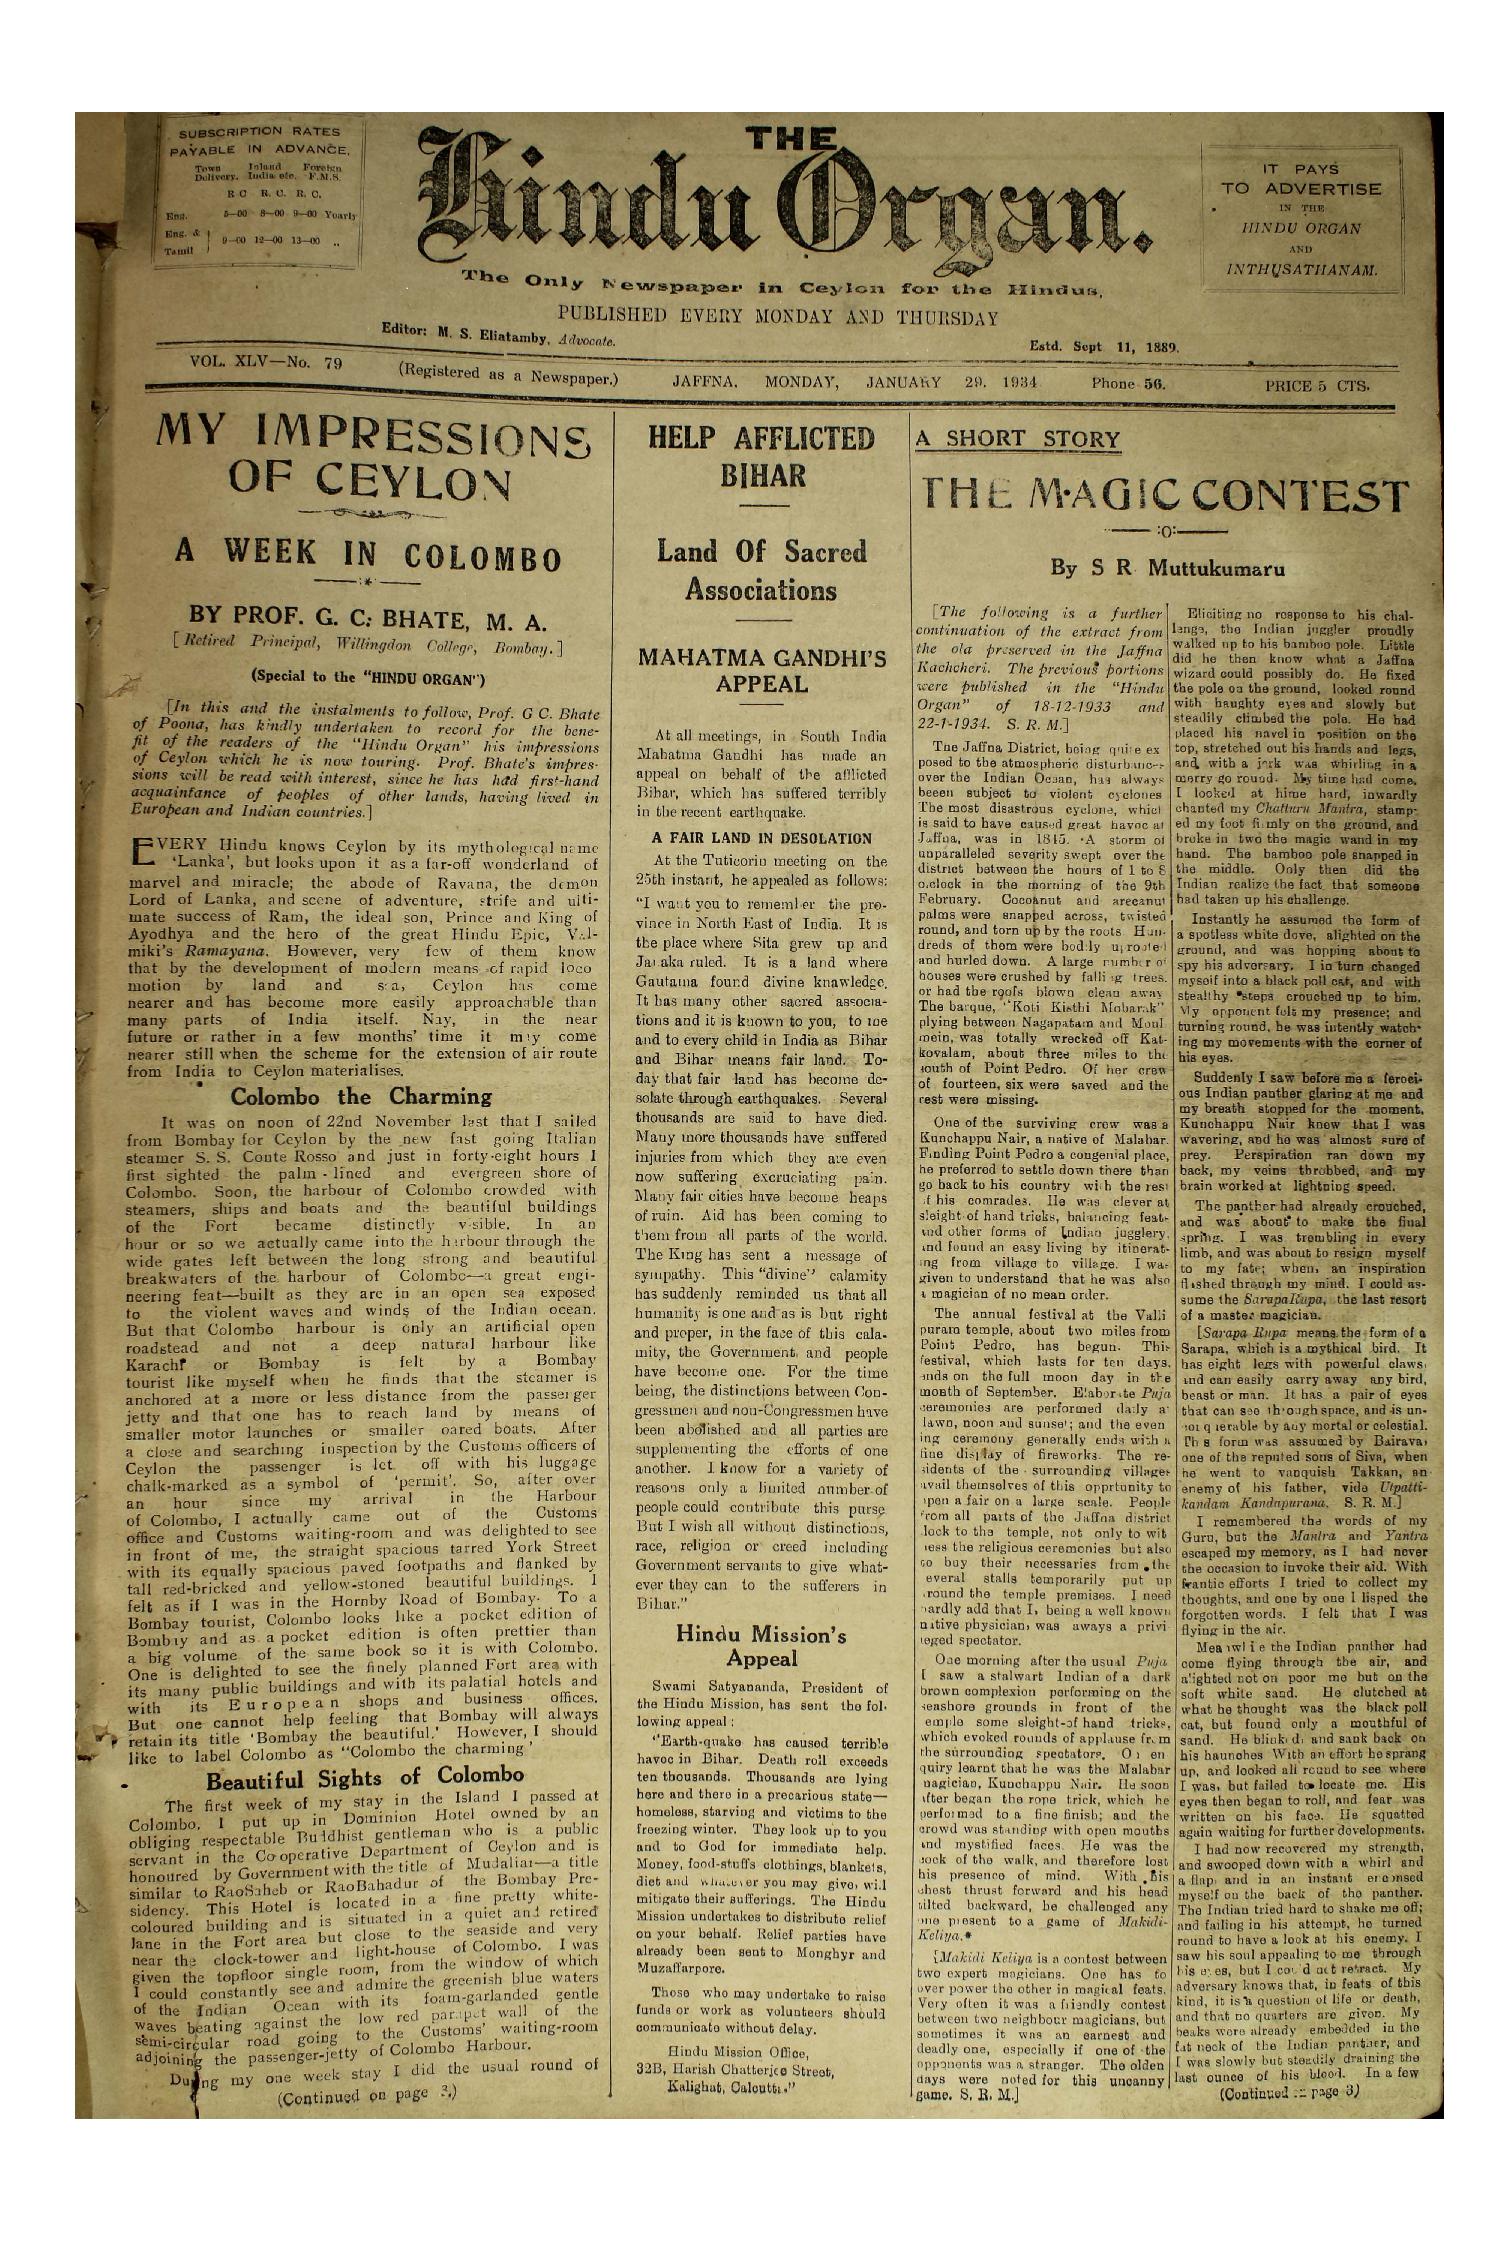 SUBSCRIPTION RATES
PAYABLE IN ADVANCE.
Town Inland Foreign
Delivery. India etc. F.M.S.
R C R. C. R. C.
Eng. 5—00 8—00 9—00 Yearly
Eng. &
Tamil 9—00 12—00 13—00 „
THE
Hindu Organ.
The Only Newspaper in Ceylon for the Hindus,
PUBLISHED EVERY MONDAY AND THURSDAY
Editor: M. S. Eliatamby, Advocate.
Estd. Sept 11, 1889.
IT PAYS
TO ADVERTISE
IN THE
HINDU ORGAN
AND
INTHUSATHANAM.
VOL. XLV—No. 79 (Registered as a Newspaper.) JAFFNA, MONDAY, JANUARY 29, 1934 Phone 56. PRICE 5 CTS.
MY IMPRESSIONS
OF CEYLON
A WEEK IN COLOMBO
BY PROF. G. C. BHATE, M. A.
[Retired Principal, Willingdon College, Bombay.]
(Special to the "HINDU ORGAN")
[In this and the instalments to follow, Prof. G C. Bhate
of Poona, has kindly undertaken to record for the bene-
fit of the readers of the "Hindu Organ" his impressions
of Ceylon which he is now touring. Prof. Bhate's impres-
sions will be read with interest, since he has had first-hand
acquaintance of peoples of other lands, having lived in
European and Indian countries.]
EVERY Hindu knows Ceylon by its mythological name
'Lanka', but looks upon it as a far-off wonderland of
marvel and miracle; the abode of Ravana, the demon
Lord of Lanka, and scene of adventure, strife and ulti-
mate success of Ram, the ideal son, Prince and King of
Ayodhya and the hero of the great Hindu Epic, Val-
miki's Ramayana. However, very few of them know
that by the development of modern means of rapid loco
motion by land and sea, Ceylon has come
nearer and has become more easily approachable than
many parts of India itself. Nay, in the near
future or rather in a few months' time it may come
nearer still when the scheme for the extension of air route
from India to Ceylon materialises.
Colombo the Charming
It was on noon of 22nd November last that I sailed
from Bombay for Ceylon by the new fast going Italian
steamer S. S. Conte Rosso and just in forty-eight hours I
first sighted the palm-lined and evergreen shore of
Colombo. Soon, the harbour of Colombo crowded with
steamers, ships and boats and the beautiful buildings
of the Fort became distinctly visible. In an
hour or so we actually came into the harbour through the
wide gates left between the long strong and beautiful
breakwaters of the harbour of Colombo—a great engi-
neering feat—built as they are in an open sea exposed
to the violent waves and winds of the Indian ocean.
But that Colombo harbour is only an artificial open
roadstead and not a deep natural harbour like
Karachi or Bombay is felt by a Bombay
tourist like myself when he finds that the steamer is
anchored at a more or less distance from the passenger
jetty and that one has to reach land by means of
smaller motor launches or smaller oared boats. After
a close and searching inspection by the Customs officers of
Ceylon the passenger is let off with his luggage
chalk-marked as a symbol of 'permit'. So, after over
an hour since my arrival in the Harbour
of Colombo, I actually came out of the Customs
office and Customs waiting-room and was delighted to see
in front of me, the straight spacious tarred York Street
with its equally spacious paved footpaths and flanked by
tall red-bricked and yellow-stoned beautiful buildings. I
felt as if I was in the Hornby Road of Bombay. To a
Bombay tourist, Colombo looks like a pocket edition of
Bombay and as a pocket edition is often prettier than
a big volume of the same book so it is with Colombo.
One is delighted to see the finely planned Fort area with
its many public buildings and with its palatial hotels and
with its European shops and business offices.
But one cannot help feeling that Bombay will always
retain its title 'Bombay the beautiful.' However, I should
like to label Colombo as "Colombo the charming'
Beautiful Sights of Colombo
The first week of my stay in the Island I passed at
Colombo. I put up in Dominion Hotel owned by an
obliging respectable Buddhist gentleman who is a public
servant in the Co-operative Department of Ceylon and is
honoured by Government with the title of Mudaliar—a title
similar to RaoSaheb or RaoBahadur of the Bombay Pre-
sidency. This Hotel is located in a fine pretty white-
coloured building and is situated in a quiet and retired
lane in the Fort area but close to the seaside and very
near the clock-tower and light-house of Colombo. I was
given the topfloor single room, from the window of which
I could constantly see and admire the greenish blue waters
of the Indian Ocean with its foam-garlanded gentle
waves beating against the low red parapet wall of the
semi-circular road going to the Customs' waiting-room
adjoining the passenger-jetty of Colombo Harbour.
During my one week stay I did the usual round of
(Continued on page 3.)
HELP AFFLICTED
BIHAR
Land Of Sacred
Associations
MAHATMA GANDHI'S
APPEAL
At all meetings, in South India
Mahatma Gandhi has made an
appeal on behalf of the afflicted
Bihar, which has suffered terribly
in the recent earthquake.
A FAIR LAND IN DESOLATION
At the Tuticorin meeting on the
25th instant, he appealed as follows:
"I want you to remember the pro-
vince in North East of India. It is
the place where Sita grew up and
Janaka ruled. It is a land where
Gautama found divine knowledge.
It has many other sacred associa-
tions and it is known to you, to me
and to every child in India as Bihar
and Bihar means fair land. To-
day that fair land has become de-
solate through earthquakes. Several
thousands are said to have died.
Many more thousands have suffered
injuries from which they are even
now suffering excruciating pain.
Many fair cities have become heaps
of ruin. Aid has been coming to
them from all parts of the world.
The King has sent a message of
sympathy. This "divine" calamity
has suddenly reminded us that all
humanity is one and as is but right
and proper, in the face of this cala-
mity, the Government and people
have become one. For the time
being, the distinctions between Con-
gressmen and non-Congressmen have
been abolished and all parties are
supplementing the efforts of one
another. I know for a variety of
reasons only a limited number of
people could contribute this purse
But I wish all without distinctions,
race, religion or creed including
Government servants to give what-
ever they can to the sufferers in
Bihar."
Hindu Mission's
Appeal
Swami Satyananda, President of
the Hindu Mission, has sent the fol-
lowing appeal:
"Earth-quake has caused terrible
havoc in Bihar. Death roll exceeds
ten thousands. Thousands are lying
here and there in a precarious state—
homeless, starving and victims to the
freezing winter. They look up to you
and to God for immediate help.
Money, food-stuffs clothings, blankets,
diet and whatever you may give, will
mitigate their sufferings. The Hindu
Mission undertakes to distribute relief
on your behalf. Relief parties have
already been sent to Monghyr and
Muzaffarpore.
Those who may undertake to raise
funds or work as volunteers should
communicate without delay.
Hindu Mission Office,
32B, Harish Chatterjee Street,
Kalighat, Calcutta."
A SHORT STORY
THE MAGIC CONTEST
:0:
By S R Muttukumaru
[The following is a further
continuation of the extract from
the ola preserved in the Jaffna
Kachcheri. The previous portions
were published in the "Hindu
Organ" of 18-12-1933 and
22-1-1934. S. R. M.]
The Jaffna District, being quite ex
posed to the atmospheric disturbances
over the Indian Ocean, has always
beeen subject to violent cyclones
The most disastrous cyclone, which
is said to have caused great havoc at
Jaffna, was in 1845. A storm of
unparalleled severity swept over the
district between the hours of 1 to 8
o.clock in the morning of the 9th
February. Cocoanut and arecanut
palms were snapped across, twisted
round, and torn up by the roots Hun-
dreds of them were bodily uprooted
and hurled down. A large number of
houses were crushed by falling trees,
or had the roofs blown clean away
The barque, "Koti Kisthi Mobarak"
plying between Nagapatam and Moul
mein, was totally wrecked off Kat-
kovalam, about three miles to the
south of Point Pedro. Of her crew
of fourteen, six were saved and the
rest were missing.
One of the surviving crew was a
Kunchappu Nair, a native of Malabar.
Finding Point Pedro a congenial place,
he preferred to settle down there than
go back to his country with the rest
of his comrades. He was clever at
sleight of hand tricks, balancing feats
and other forms of Indian jugglery,
and found an easy living by itinerat-
ing from village to village. I was
given to understand that he was also
a magician of no mean order.
The annual festival at the Valli
puram temple, about two miles from
Point Pedro, has begun. This
festival, which lasts for ten days,
ends on the full moon day in the
month of September. Elaborate Puja
ceremonies are performed daily at
dawn, noon and sunset; and the even
ing ceremony generally ends with a
fine display of fireworks. The re-
sidents of the surrounding villages
avail themselves of this opprtunity to
open a fair on a large scale. People
from all parts of the Jaffna district
flock to the temple, not only to wit
ness the religious ceremonies but also
to buy their necessaries from the
several stalls temporarily put up
around the temple premises. I need
hardly add that I, being a well known
native physician, was aways a privi
leged spectator.
One morning after the usual Puja
I saw a stalwart Indian of a dark
brown complexion performing on the
seashore grounds in front of the
temple some sleight-of hand tricks,
which evoked rounds of applause from
the surrounding spectators. On en
quiry learnt that he was the Malabar
magician, Kunchappu Nair. He soon
after began the rope trick, which he
performed to a fine finish; and the
crowd was standing with open mouths
and mystified faces. He was the
cock of the walk, and therefore lost
his presence of mind. With his
chest thrust forward and his head
tilted backward, he challenged any
one present to a game of Makidi-
Keliya.*
[Makidi Keliya is a contest between
two expert magicians. One has to
over power the other in magical feats.
Very often it was a friendly contest
between two neighbour magicians, but
sometimes it was an earnest and
deadly one, especially if one of the
opponents was a stranger. The olden
days were noted for this uncanny
game. S. R. M.]
Eliciting no response to his chal-
lenge, the Indian juggler proudly
walked up to his bamboo pole. Little
did he then know what a Jaffna
wizard could possibly do. He fixed
the pole on the ground, looked round
with haughty eyes and slowly but
steadily climbed the pole. He had
placed his navel in position on the
top, stretched out his hands and legs,
and with a jerk was whirling in a
merry go round. My time had come.
I looked at hime hard, inwardly
chanted my Chatturu Mantra, stamp-
ed my foot firmly on the ground, and
broke in two the magic wand in my
hand. The bamboo pole snapped in
the middle. Only then did the
Indian realize the fact that someone
had taken up his challenge.
Instantly he assumed the form of
a spotless white dove, alighted on the
ground, and was hopping about to
spy his adversary. I in turn changed
myself into a black poll cat, and with
stealthy steps crouched up to him.
My opponent felt my presence; and
turning round, he was intently watch-
ing my movements with the corner of
his eyes.
Suddenly I saw before me a feroci-
ous Indian panther glaring at me and
my breath stopped for the moment.
Kunchappu Nair knew that I was
wavering, and he was almost sure of
prey. Perspiration ran down my
back, my veins throbbed, and my
brain worked at lightning speed.
The panther had already crouched,
and was about to make the final
spring. I was trembling in every
limb, and was about to resign myself
to my fate; when, an inspiration
flashed through my mind. I could as-
sume the SarapaRupa, the last resort
of a master magician.
[Sarapa Rupa means the form of a
Sarapa, which is a mythical bird. It
has eight legs with powerful claws,
and can easily carry away any bird,
beast or man. It has a pair of eyes
that can see through space, and is un-
conquerable by any mortal or celestial.
This form was assumed by Bairava,
one of the reputed sons of Siva, when
he went to vanquish Takkan, an
enemy of his father, vide Utpatti-
kandam Kandapurana. S. R. M.]
I remembered the words of my
Guru, but the Mantra and Yantra
escaped my memory, as I had never
the occasion to invoke their aid. With
frantic efforts I tried to collect my
thoughts, and one by one I lisped the
forgotten words. I felt that I was
flying in the air.
Meanwhile the Indian panther had
come flying through the air, and
alighted not on poor me but on the
soft white sand. He clutched at
what he thought was the black poll
cat, but found only a mouthful of
sand. He blinked and sank back on
his haunches With an effort he sprang
up, and looked all round to see where
I was, but failed to locate me. His
eyes then began to roll, and fear was
written on his face. He squatted
again waiting for further developments.
I had now recovered my strength,
and swooped down with a whirl and
a flap and in an instant
myself on the back of the panther.
The Indian tried hard to shake me off;
and failing in his attempt, he turned
round to have a look at his enemy. I
saw his soul appealing to me through
his eyes, but I could not retract. My
adversary knows that, in feats of this
kind, it is a question of life or death,
and that no quarters are given. My
beaks were already embedded in the
fat neck of the Indian panther, and
I was slowly but steadily draining the
last ounce of his blood. In a few
(Continued on page 3)